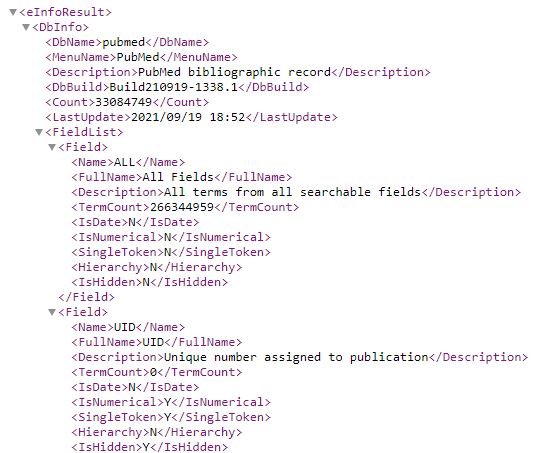 <eInfoResult>
<DbInfo>
<DbName>pubmed</DbName>
<MenuName>PubMed</MenuName>
<Description>PubMed bibliographic record</Description>
<DbBuild>Build210919-1338.1</DbBuild>
<Count>33084749</Count>
<LastUpdate>2021/09/19 18:52</LastUpdate>
<FieldList>
<Field>
<Name>ALL</Name>
<FullName>All Fields</FullName>
<Description>All terms from all searchable fields</Description>
<TermCount>266344959</TermCount>
<IsDate>N</IsDate>
<IsNumerical>N</IsNumerical>
<SingleToken>N</SingleToken>
<Hierarchy>N</Hierarchy>
<IsHidden>N</IsHidden>
</Field>
<Field>
<Name>UID</Name>
<FullName>UID</FullName>
<Description>Unique number assigned to publication</Description>
<TermCount>0</TermCount>
<IsDate>N</IsDate>
<IsNumerical>Y</IsNumerical>
<SingleToken>Y</SingleToken>
<Hierarchy>N</Hierarchy>
<IsHidden>Y</IsHidden>